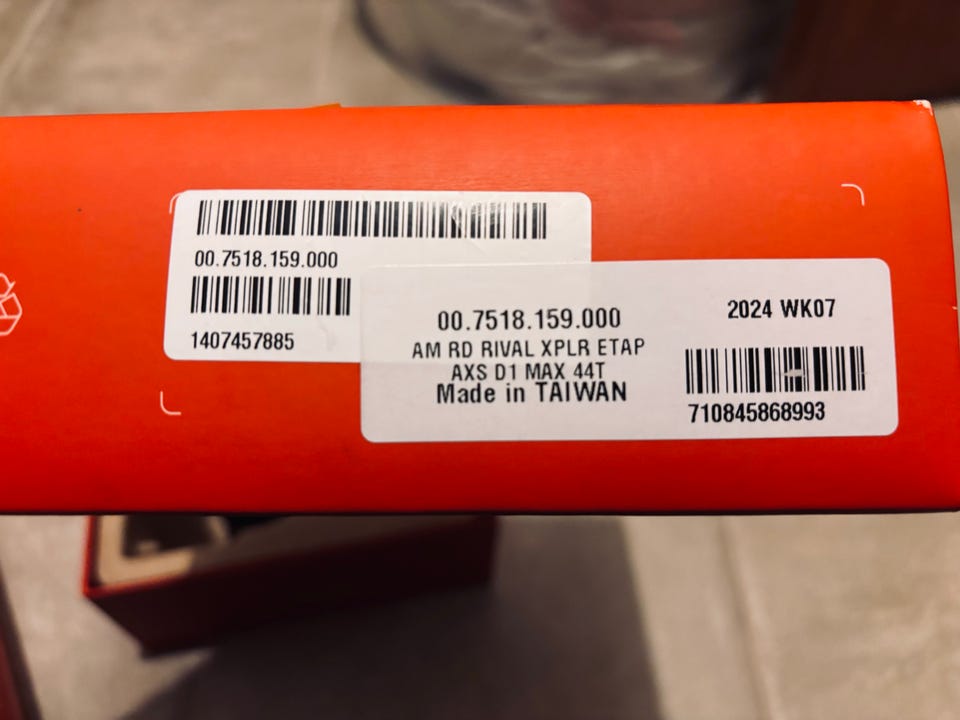 00.7518.159.000
1407457885
00.7518.159.000
AM RD RIVAL XPLR ETAP
AXS D1 MAX 44T
Made in TAIWAN
2024 WK07
710845868993